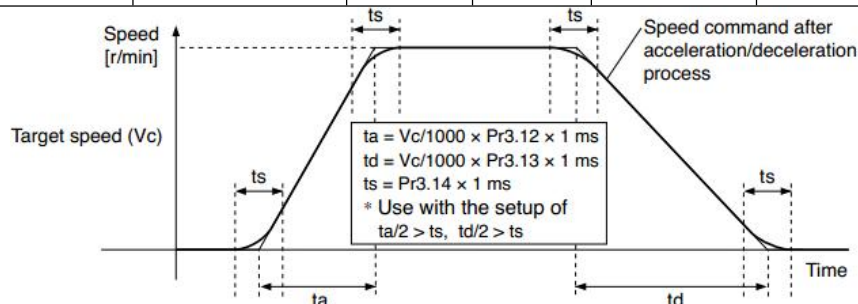 ts
ts
Speed
[r/min]
Speed command after
acceleration/deceleration
process
Target speed (Vc)
ta = Vc/1000 × Pr3.12 × 1 ms
td = Vc/1000 × Pr3.13 × 1 ms
ts = Pr3.14 × 1 ms
* Use with the setup of
ta/2 > ts, td/2 > ts
ts
ts
Time
ta
td